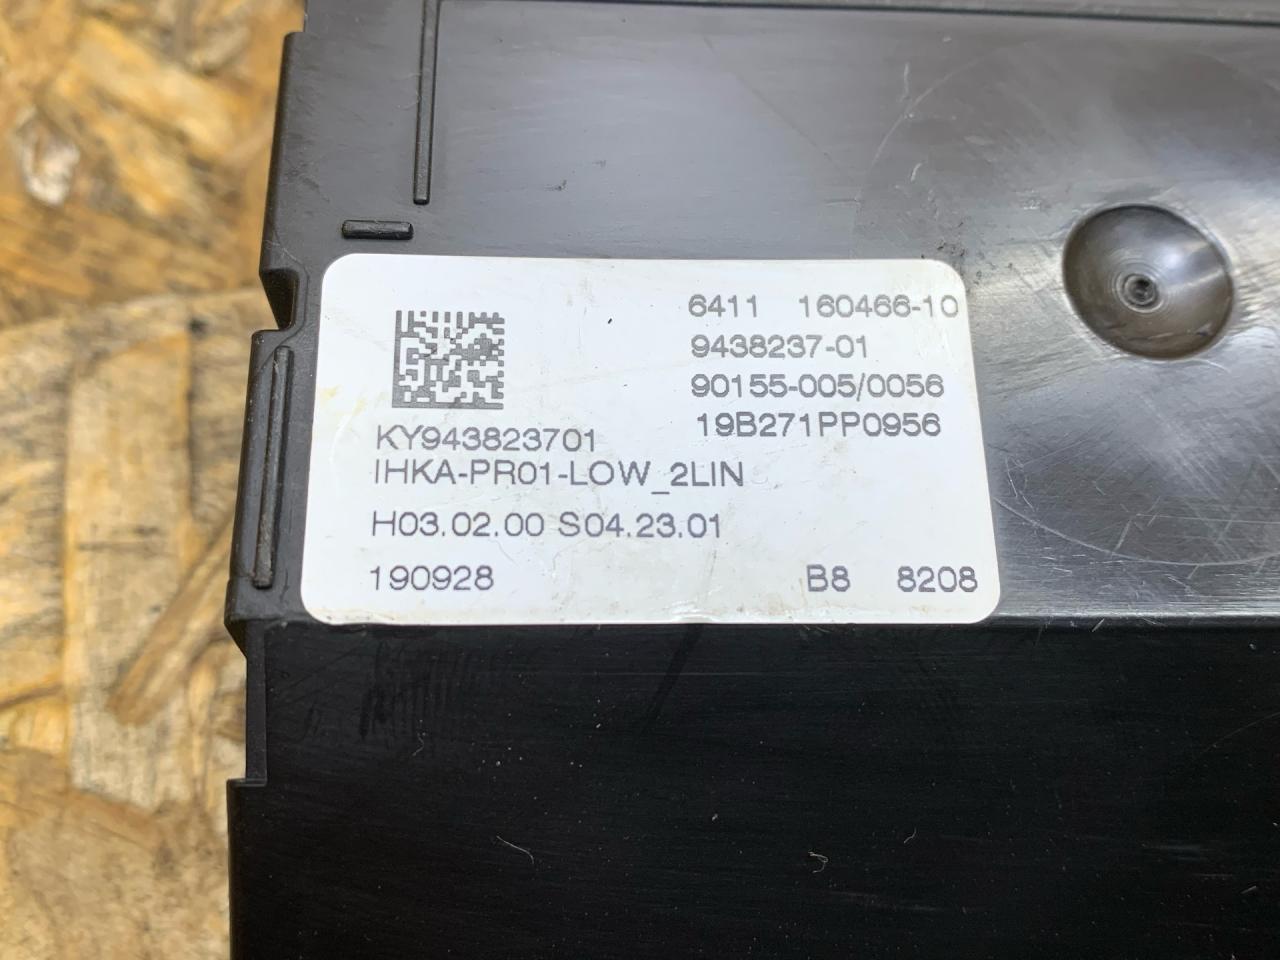 6411 160466-10
9438237-01
90155-005/0056
19B271PP0956
KY943823701
IHKA-PR01-LOW_2LIN
H03.02.00 S04.23.01
190928 B8 8208